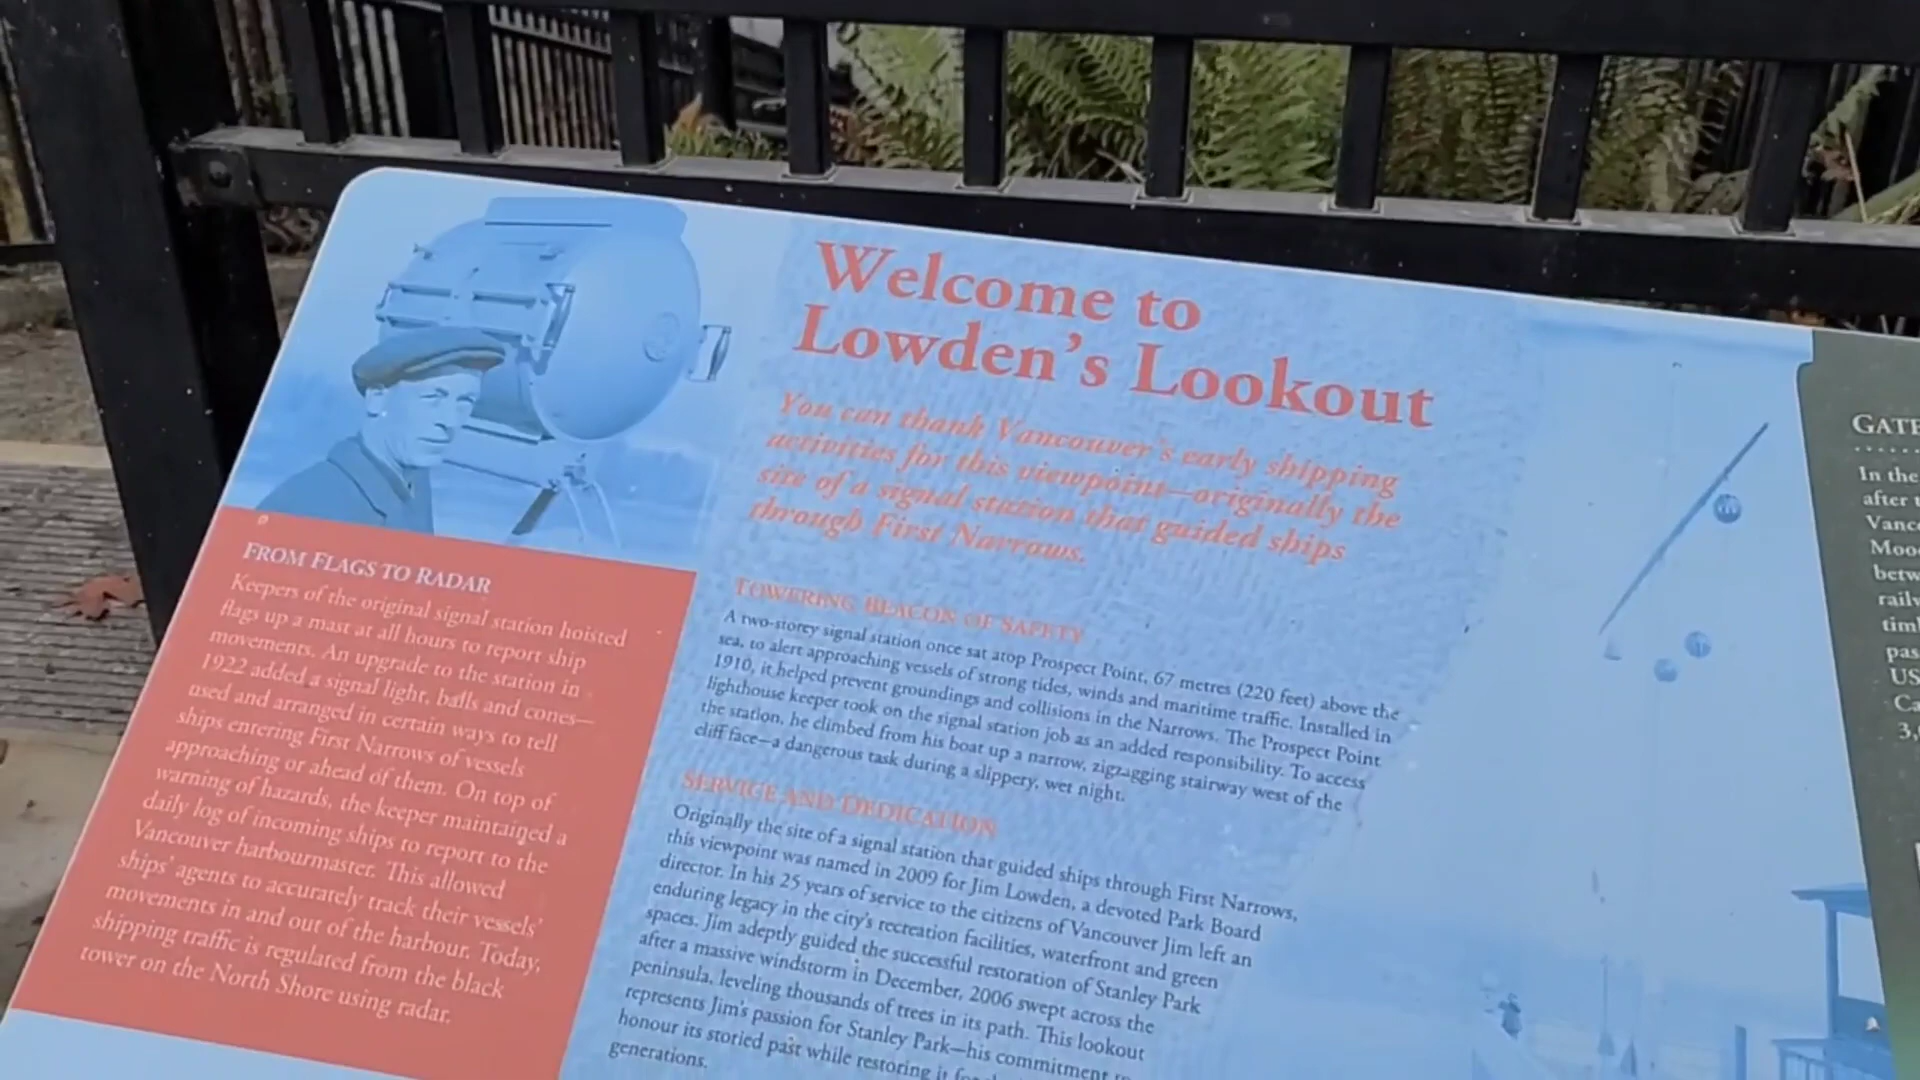 Welcome to
Lowden's Lookout
You can thank Vancouver's early shipping
activities for this viewpoint—originally the
site of a signal station that guided ships
through First Narrows.
FROM FLAGS TO RADAR
Keepers of the original signal station hoisted
flags up a mast at all hours to report ship
movements. An upgrade to the station in
1922 added a signal light, balls and cones—
used and arranged in certain ways to tell
ships entering First Narrows of vessels
approaching or ahead of them. On top of
warning of hazards, the keeper maintained a
daily log of incoming ships to report to the
Vancouver harbourmaster. This allowed
ships' agents to accurately track their vessels'
movements in and out of the harbour. Today,
shipping traffic is regulated from the black
tower on the North Shore using radar.
TOWERING BEACON OF SAFETY
A two-storey signal station once sat atop Prospect Point, 67 metres (220 feet) above the
sea, to alert approaching vessels of strong tides, winds and maritime traffic. Installed in
1910, it helped prevent groundings and collisions in the Narrows. The Prospect Point
lighthouse keeper took on the signal station job as an added responsibility. To access
the station, he climbed from his boat up a narrow, zigzagging stairway west of the
cliff face—a dangerous task during a slippery, wet night.
SERVICE AND DEDICATION
Originally the site of a signal station that guided ships through First Narrows,
this viewpoint was named in 2009 for Jim Lowden, a devoted Park Board
director. In his 25 years of service to the citizens of Vancouver Jim left an
enduring legacy in the city's recreation facilities, waterfront and green
spaces. Jim adeptly guided the successful restoration of Stanley Park
after a massive windstorm in December, 2006 swept across the
peninsula, leveling thousands of trees in its path. This lookout
represents Jim's passion for Stanley Park—his commitment
honour its storied past while restoring it
generations.
GATE
In the
after
Vanc
Moo
betw
rail
tim
pas
US
Ca
3,